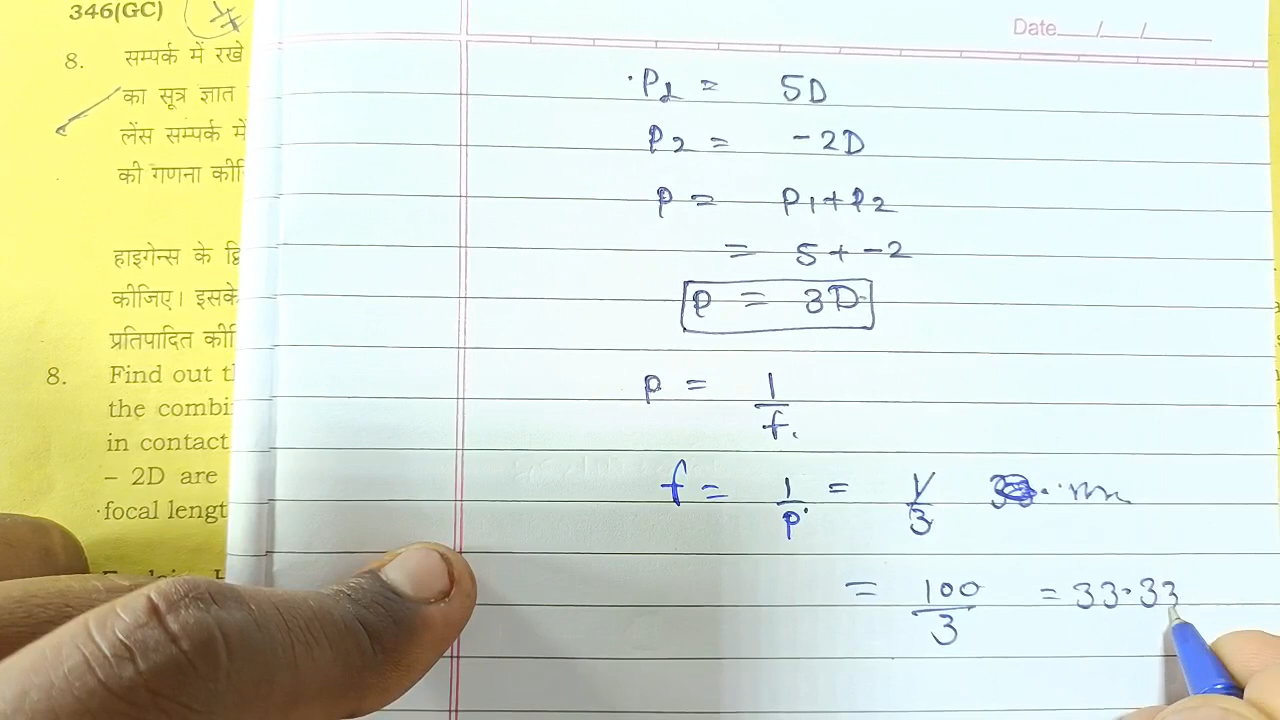 346(GC)
8. सम्पर्क में रखे
का सूत्र ज्ञात
लेंस सम्पर्क में
की गणना कीजि
हाइगेन्स के द्वि
कीजिए। इसके
प्रतिपादित कीजि
8. Find out t
the combi
in contact
– 2D are
focal lengt
Date / /
P1 = 5D
P2 = -2D
P = P1+P2
= 5 + -2
P = 3D
P = 1/f.
f = 1/P = 1/3
= 100/3 = 33.33